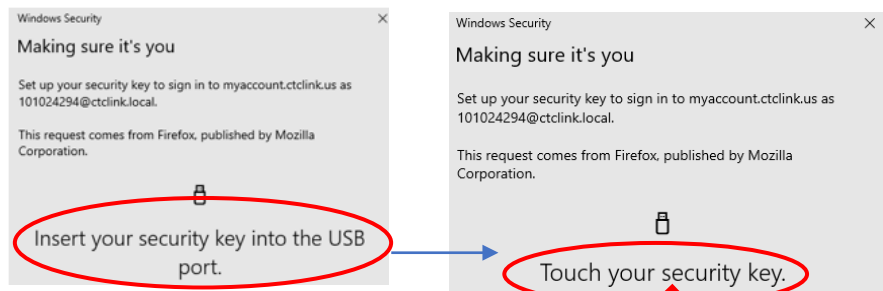 Windows Security
Making sure it's you
Set up your security key to sign in to myaccount.ctclink.us as
101024294@ctclink.local.
This request comes from Firefox, published by Mozilla
Corporation.
Insert your security key into the USB
port.
Windows Security
Making sure it's you
Set up your security key to sign in to myaccount.ctclink.us as
101024294@ctclink.local.
This request comes from Firefox, published by Mozilla
Corporation.
Touch your security key.